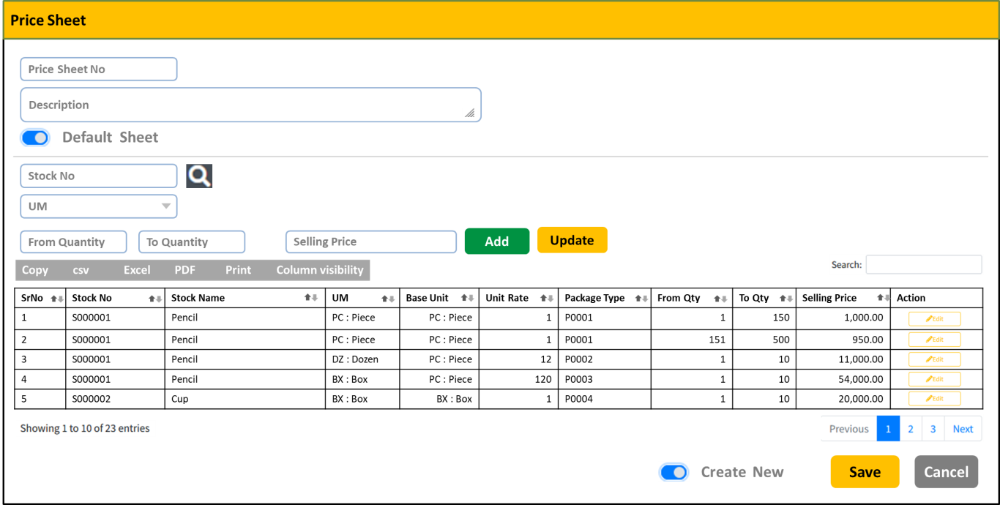 Price Sheet
Price Sheet No
Description
Default Sheet
Stock No
UM
From Quantity To Quantity Selling Price Add Update
Copy csv Excel PDF Print Column visibility Search:
SrNo Stock No Stock Name UM Base Unit Unit Rate Package Type From Qty To Qty Selling Price Action
1 S000001 Pencil PC : Piece PC : Piece 1 P0001 1 150 1,000.00 Edit
2 S000001 Pencil PC : Piece PC : Piece 1 P0001 151 500 950.00 Edit
3 S000001 Pencil DZ : Dozen PC : Piece 12 P0002 1 10 11,000.00 Edit
4 S000001 Pencil BX : Box PC : Piece 120 P0003 1 10 54,000.00 Edit
5 S000002 Cup BX : Box BX : Box 1 P0004 1 10 20,000.00 Edit
Showing 1 to 10 of 23 entries Previous 1 2 3 Next
Create New Save Cancel